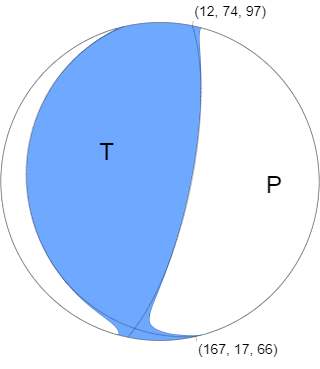 (12, 74, 97)
T
P
(167, 17, 66)